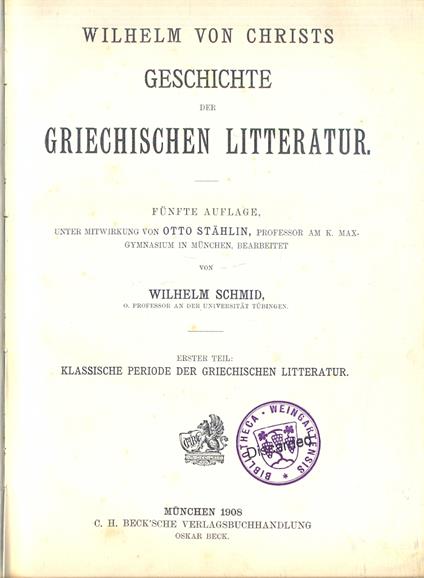 WILHELM VON CHRISTS
GESCHICHTE
DER
GRIECHISCHEN LITTERATUR.
FÜNFTE AUFLAGE,
UNTER MITWIRKUNG VON OTTO STÄHLIN, PROFESSOR AM K. MAX-
GYMNASIUM IN MÜNCHEN, BEARBEITET
VON
WILHELM SCHMID,
O. PROFESSOR AN DER UNIVERSITÄT TÜBINGEN.
ERSTER TEIL:
KLASSISCHE PERIODE DER GRIECHISCHEN LITTERATUR.
BIBLIOTHECA · WEINGARTENSIS
Discarded
MÜNCHEN 1908
C. H. BECK'SCHE VERLAGSBUCHHANDLUNG
OSKAR BECK.